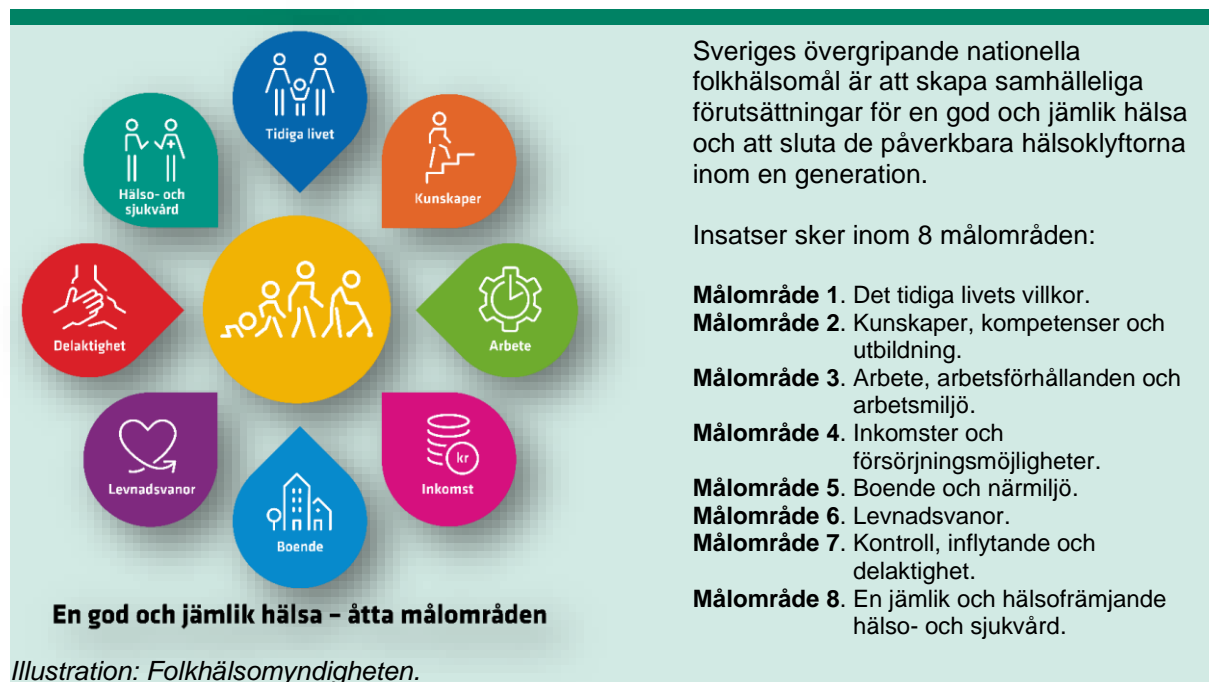 Tidiga livet
Kunskaper
Arbete
kr
Inkomst
Boende
Levnadsvanor
Delaktighet
Hälso- och
sjukvård
En god och jämlik hälsa – åtta målområden
Illustration: Folkhälsomyndigheten.
Sveriges övergripande nationella
folkhälsomål är att skapa samhälleliga
förutsättningar för en god och jämlik hälsa
och att sluta de påverkbara hälsoklyftorna
inom en generation.
Insatser sker inom 8 målområden:
Målområde 1. Det tidiga livets villkor.
Målområde 2. Kunskaper, kompetenser och
utbildning.
Målområde 3. Arbete, arbetsförhållanden och
arbetsmiljö.
Målområde 4. Inkomster och
försörjningsmöjligheter.
Målområde 5. Boende och närmiljö.
Målområde 6. Levnadsvanor.
Målområde 7. Kontroll, inflytande och
delaktighet.
Målområde 8. En jämlik och hälsofrämjande
hälso- och sjukvård.